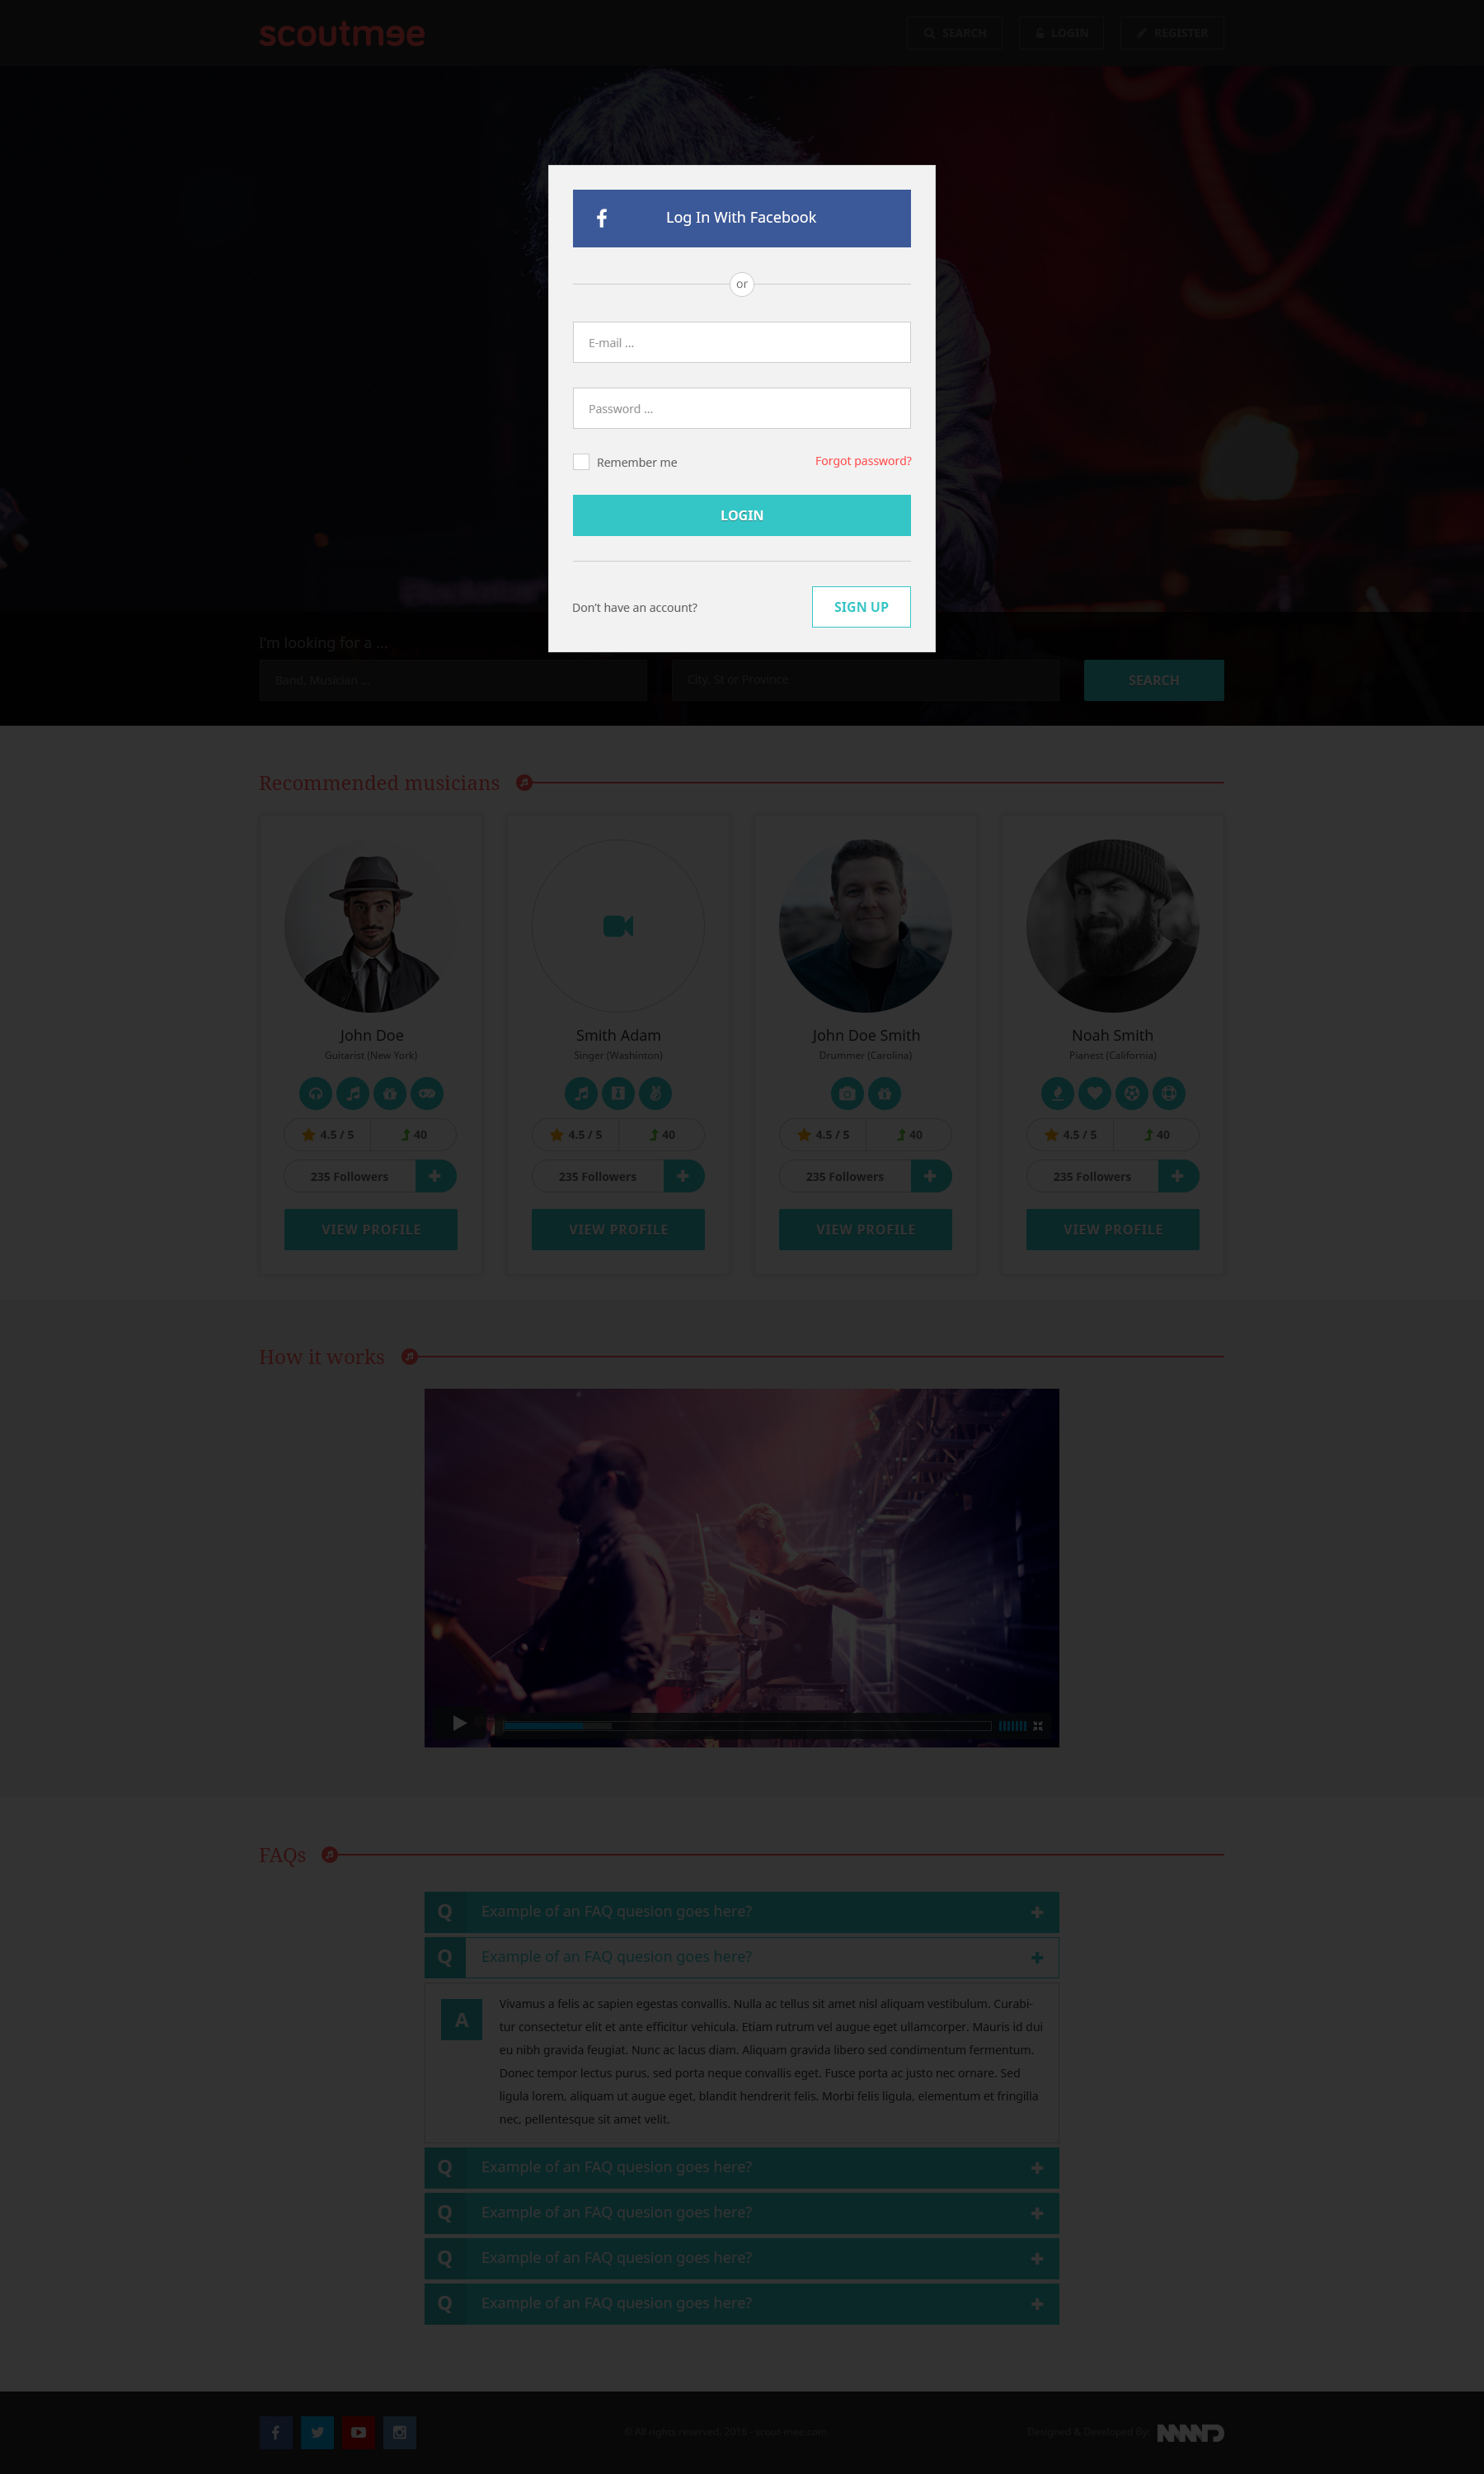 scoutmee
SEARCH
LOGIN
REGISTER
Log In With Facebook
or
E-mail ...
Password ...
Remember me
Forgot password?
LOGIN
Don't have an account?
SIGN UP
I'm looking for a ...
Band, Musician ...
City, St or Province
SEARCH
Recommended musicians
John Doe
Guitarist (New York)
4.5 / 5
40
235 Followers
VIEW PROFILE
Smith Adam
Singer (Washinton)
4.5 / 5
40
235 Followers
VIEW PROFILE
John Doe Smith
Drummer (Carolina)
4.5 / 5
40
235 Followers
VIEW PROFILE
Noah Smith
Pianest (California)
4.5 / 5
40
235 Followers
VIEW PROFILE
How it works
FAQs
Q Example of an FAQ quesion goes here?
Q Example of an FAQ quesion goes here?
A
Vivamus a felis ac sapien egestas convallis. Nulla ac tellus sit amet nisl aliquam vestibulum. Curabi-
tur consectetur elit et ante efficitur vehicula. Etiam rutrum vel augue eget ullamcorper. Mauris id dui
eu nibh gravida feugiat. Nunc ac lacus diam. Aliquam gravida libero sed condimentum fermentum.
Donec tempor lectus purus, sed porta neque convallis eget. Fusce porta ac justo nec ornare. Sed
ligula lorem, aliquam ut augue eget, blandit hendrerit felis. Morbi felis ligula, elementum et fringilla
nec, pellentesque sit amet velit.
Q Example of an FAQ quesion goes here?
Q Example of an FAQ quesion goes here?
Q Example of an FAQ quesion goes here?
Q Example of an FAQ quesion goes here?
© All rights reserved. 2016 - scout-mee.com
Designed & Developed By: